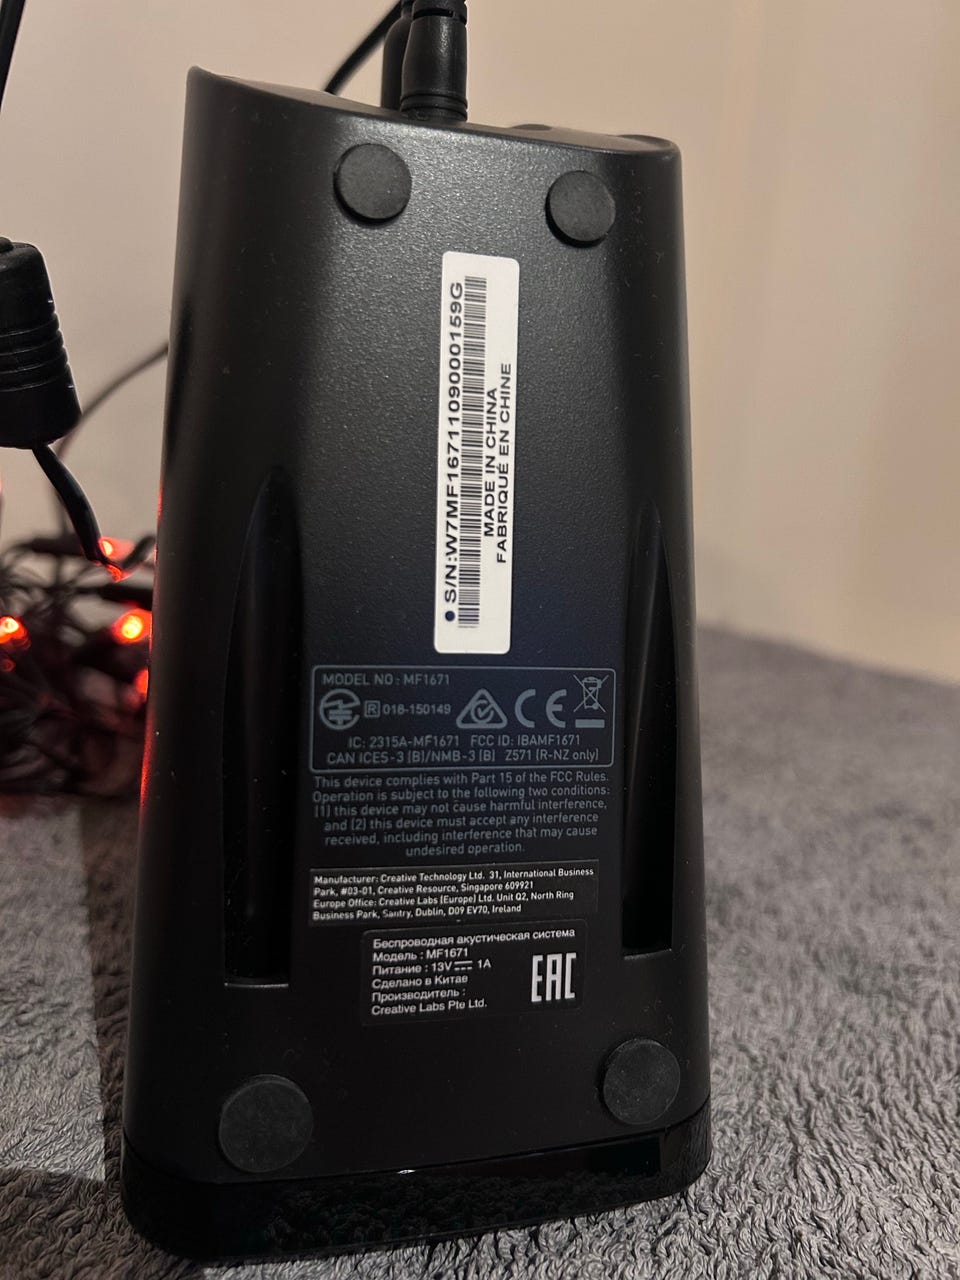 S/N:W7MF1671109000159G
MADE IN CHINA
FABRIQUÉ EN CHINE
MODEL NO : MF1671
R 018-150149
CE
IC: 2315A-MF1671 FCC ID: IBAMF1671
CAN ICES-3 (B)/NMB-3 (B) Z571 (R-NZ only)
This device complies with Part 15 of the FCC Rules.
Operation is subject to the following two conditions:
(1) this device may not cause harmful interference,
and (2) this device must accept any interference
received, including interference that may cause
undesired operation.
Manufacturer: Creative Technology Ltd. 31, International Business
Park, #03-01, Creative Resource, Singapore 609921
Europe Office: Creative Labs (Europe) Ltd. Unit Q2, North Ring
Business Park, Santry, Dublin, D09 EV70, Ireland
Беспроводная акустическая система
Модель : MF1671
Питание : 13V 1A
Сделано в Китае
Производитель :
Creative Labs Pte Ltd.
EAC